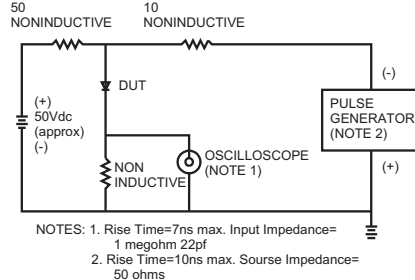 50
NONINDUCTIVE
10
NONINDUCTIVE
DUT
(+)
50Vdc
(approx)
(-)
NON
INDUCTIVE
OSCILLOSCOPE
(NOTE 1)
(-)
PULSE
GENERATOR
(NOTE 2)
(+)
NOTES: 1. Rise Time=7ns max. Input Impedance=
1 megohm 22pf
2. Rise Time=10ns max. Sourse Impedance=
50 ohms